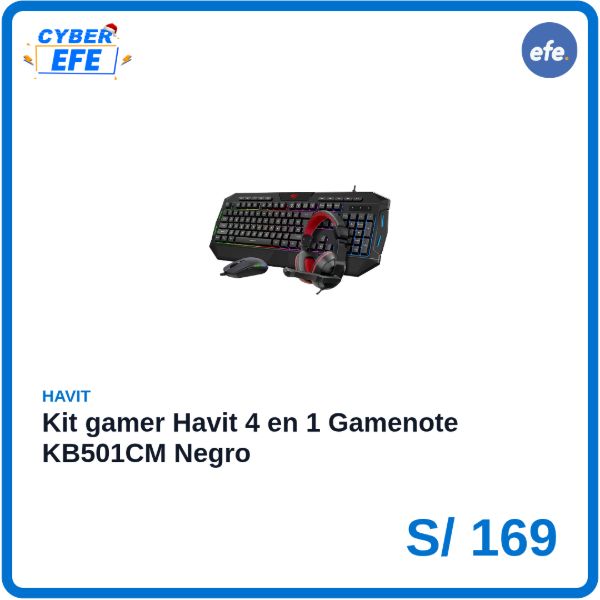 CYBER
EFE
efe.
HAVIT
Kit gamer Havit 4 en 1 Gamenote
KB501CM Negro
S/ 169